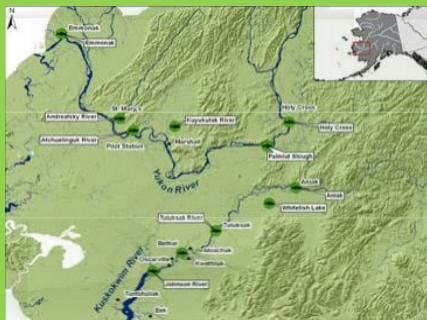 N
Emmonak
Emmonak
St. Mary's
Andreafsky River
Kuyukutuk River
Holy Cross
Holy Cross
Atchuelinguk River
Pilot Station
Marshall
Paimiut Slough
Yukon River
Aniak
Aniak
Whitefish Lake
Tuluksak River
Tuluksak
Bethel
Akiachak
Oscarville
Kwethluk
Kuskokwim River
Johnson River
Tuntutuliak
Eek